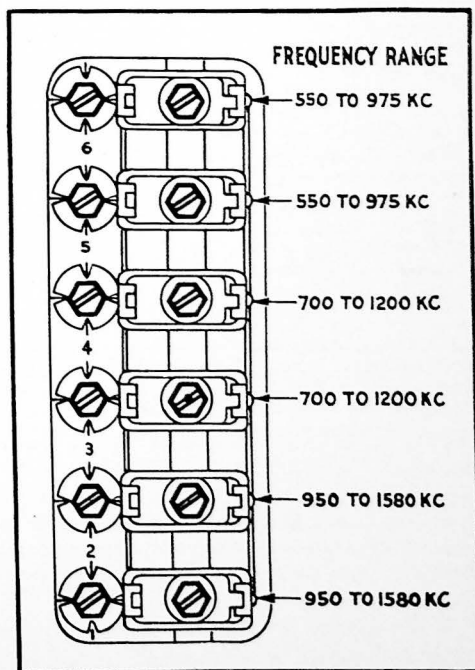 FREQUENCY RANGE
550 TO 975 KC
6
550 TO 975 KC
5
700 TO 1200 KC
4
700 TO 1200 KC
3
950 TO 1580 KC
2
950 TO 1580 KC
1